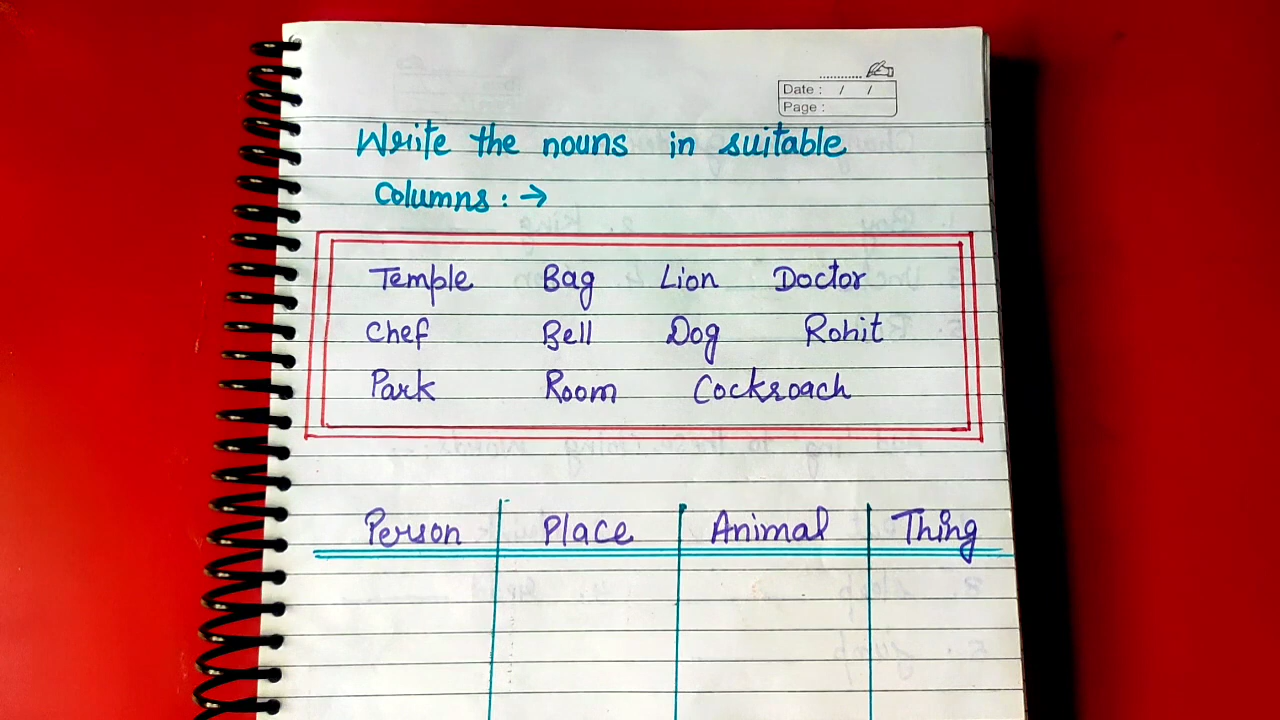 Date : / /
Page :
Write the nouns in suitable
Columns : →
Temple Bag Lion Doctor
Chef Bell Dog Rohit
Park Room Cockroach
Person Place Animal Thing